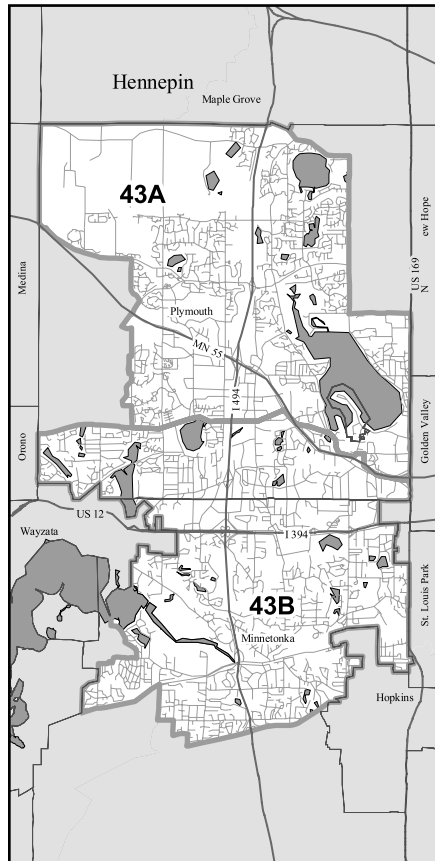 Hennepin
Maple Grove
43A
ew Hope
N
US 169
Medina
Plymouth
MN 55
I 494
Golden Valley
Orono
US 12
I 394
Wayzata
43B
Minnetonka
St. Louis Park
Hopkins